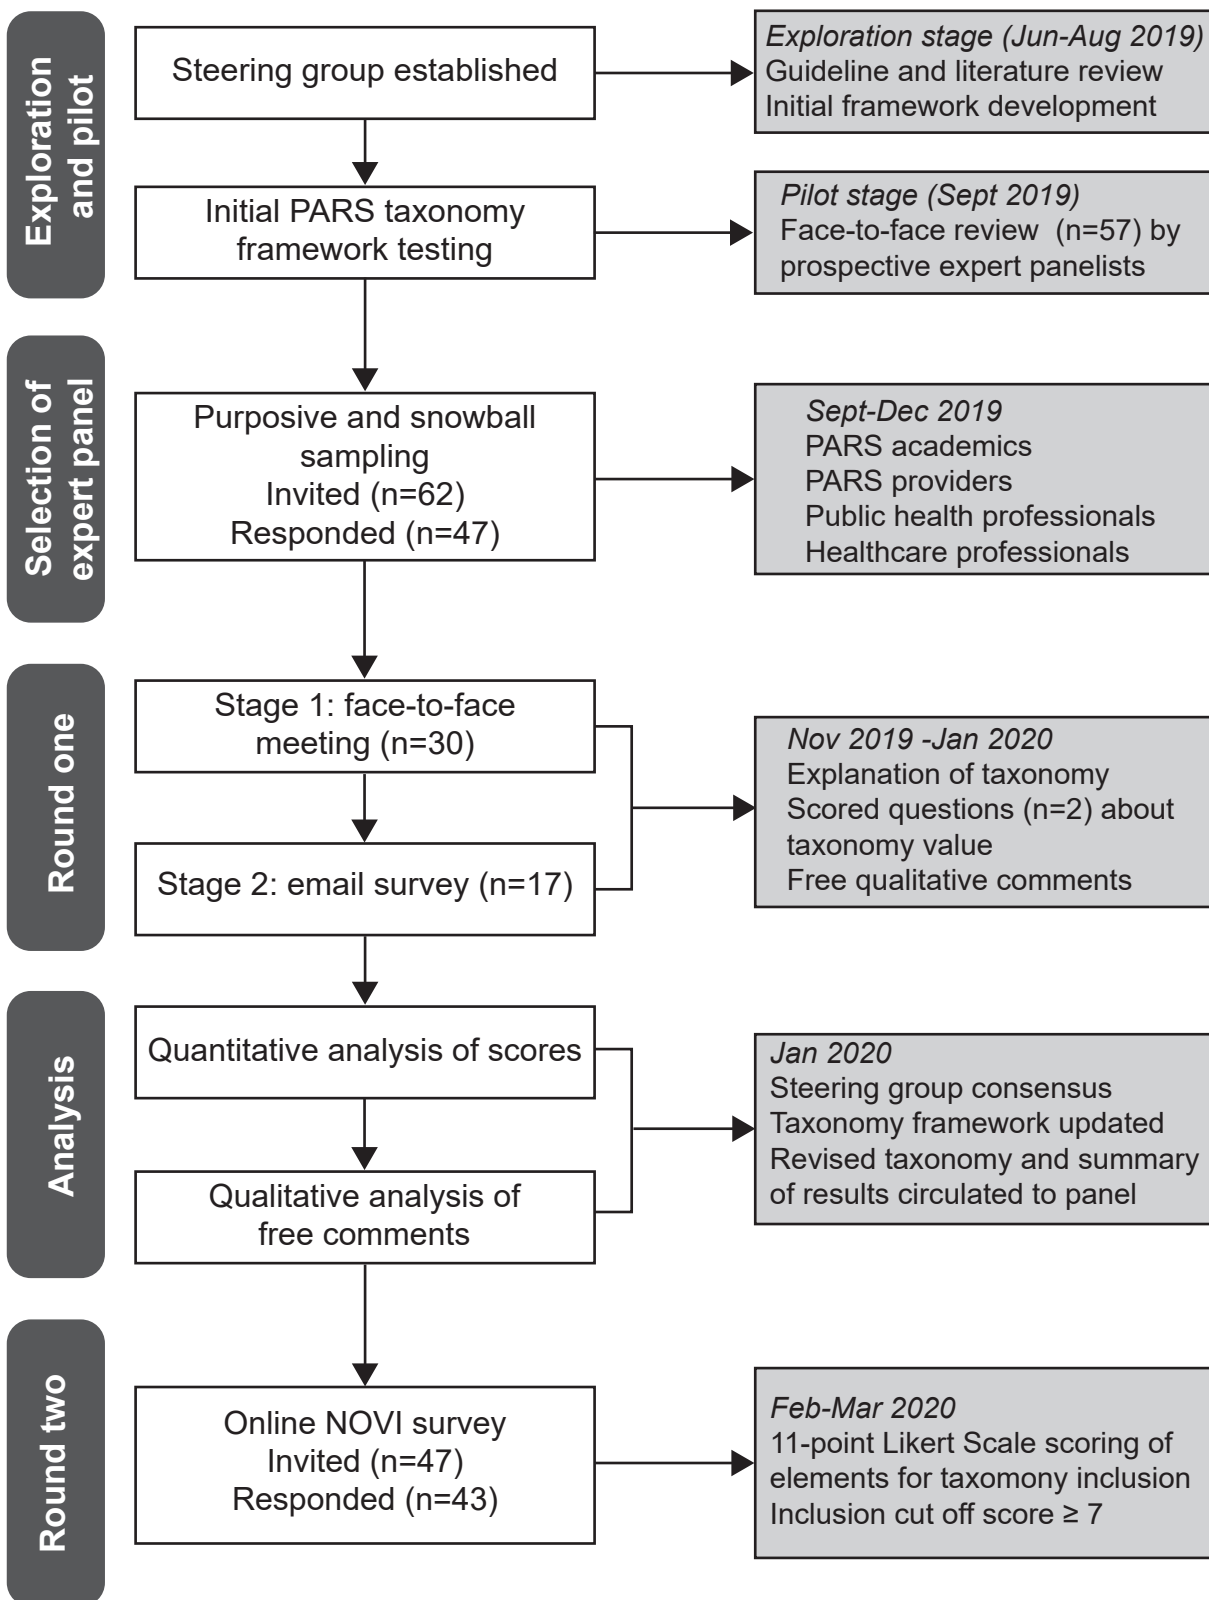 Exploration
and pilot
Steering group established
Exploration stage (Jun-Aug 2019)
Guideline and literature review
Initial framework development
Initial PARS taxonomy
framework testing
Pilot stage (Sept 2019)
Face-to-face review (n=57) by
prospective expert panelists
Selection of
expert panel
Purposive and snowball
sampling
Invited (n=62)
Responded (n=47)
Sept-Dec 2019
PARS academics
PARS providers
Public health professionals
Healthcare professionals
Round one
Stage 1: face-to-face
meeting (n=30)
Stage 2: email survey (n=17)
Nov 2019 -Jan 2020
Explanation of taxonomy
Scored questions (n=2) about
taxonomy value
Free qualitative comments
Analysis
Quantitative analysis of scores
Qualitative analysis of
free comments
Jan 2020
Steering group consensus
Taxonomy framework updated
Revised taxonomy and summary
of results circulated to panel
Round two
Online NOVI survey
Invited (n=47)
Responded (n=43)
Feb-Mar 2020
11-point Likert Scale scoring of
elements for taxomony inclusion
Inclusion cut off score ≥ 7